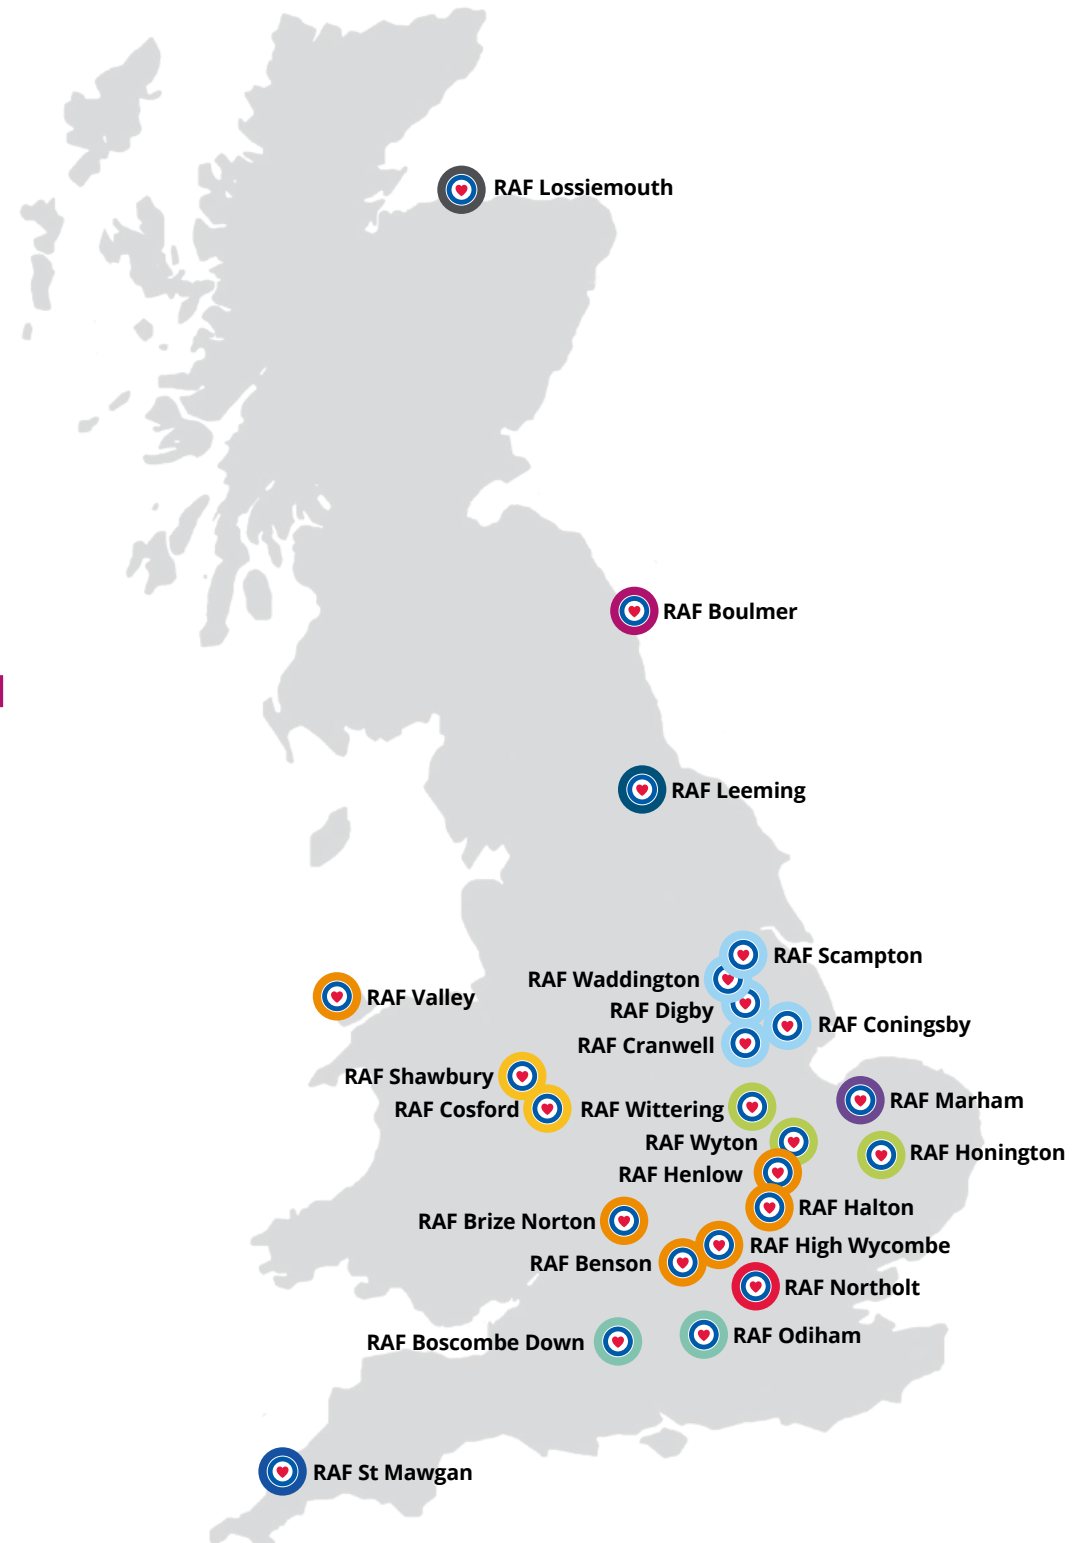 RAF Lossiemouth
RAF Boulmer
RAF Leeming
RAF Scampton
RAF Waddington
RAF Valley
RAF Digby
RAF Coningsby
RAF Cranwell
RAF Shawbury
RAF Marham
RAF Cosford
RAF Wittering
RAF Wyton
RAF Honington
RAF Henlow
RAF Halton
RAF Brize Norton
RAF High Wycombe
RAF Benson
RAF Northolt
RAF Odiham
RAF Boscombe Down
RAF St Mawgan